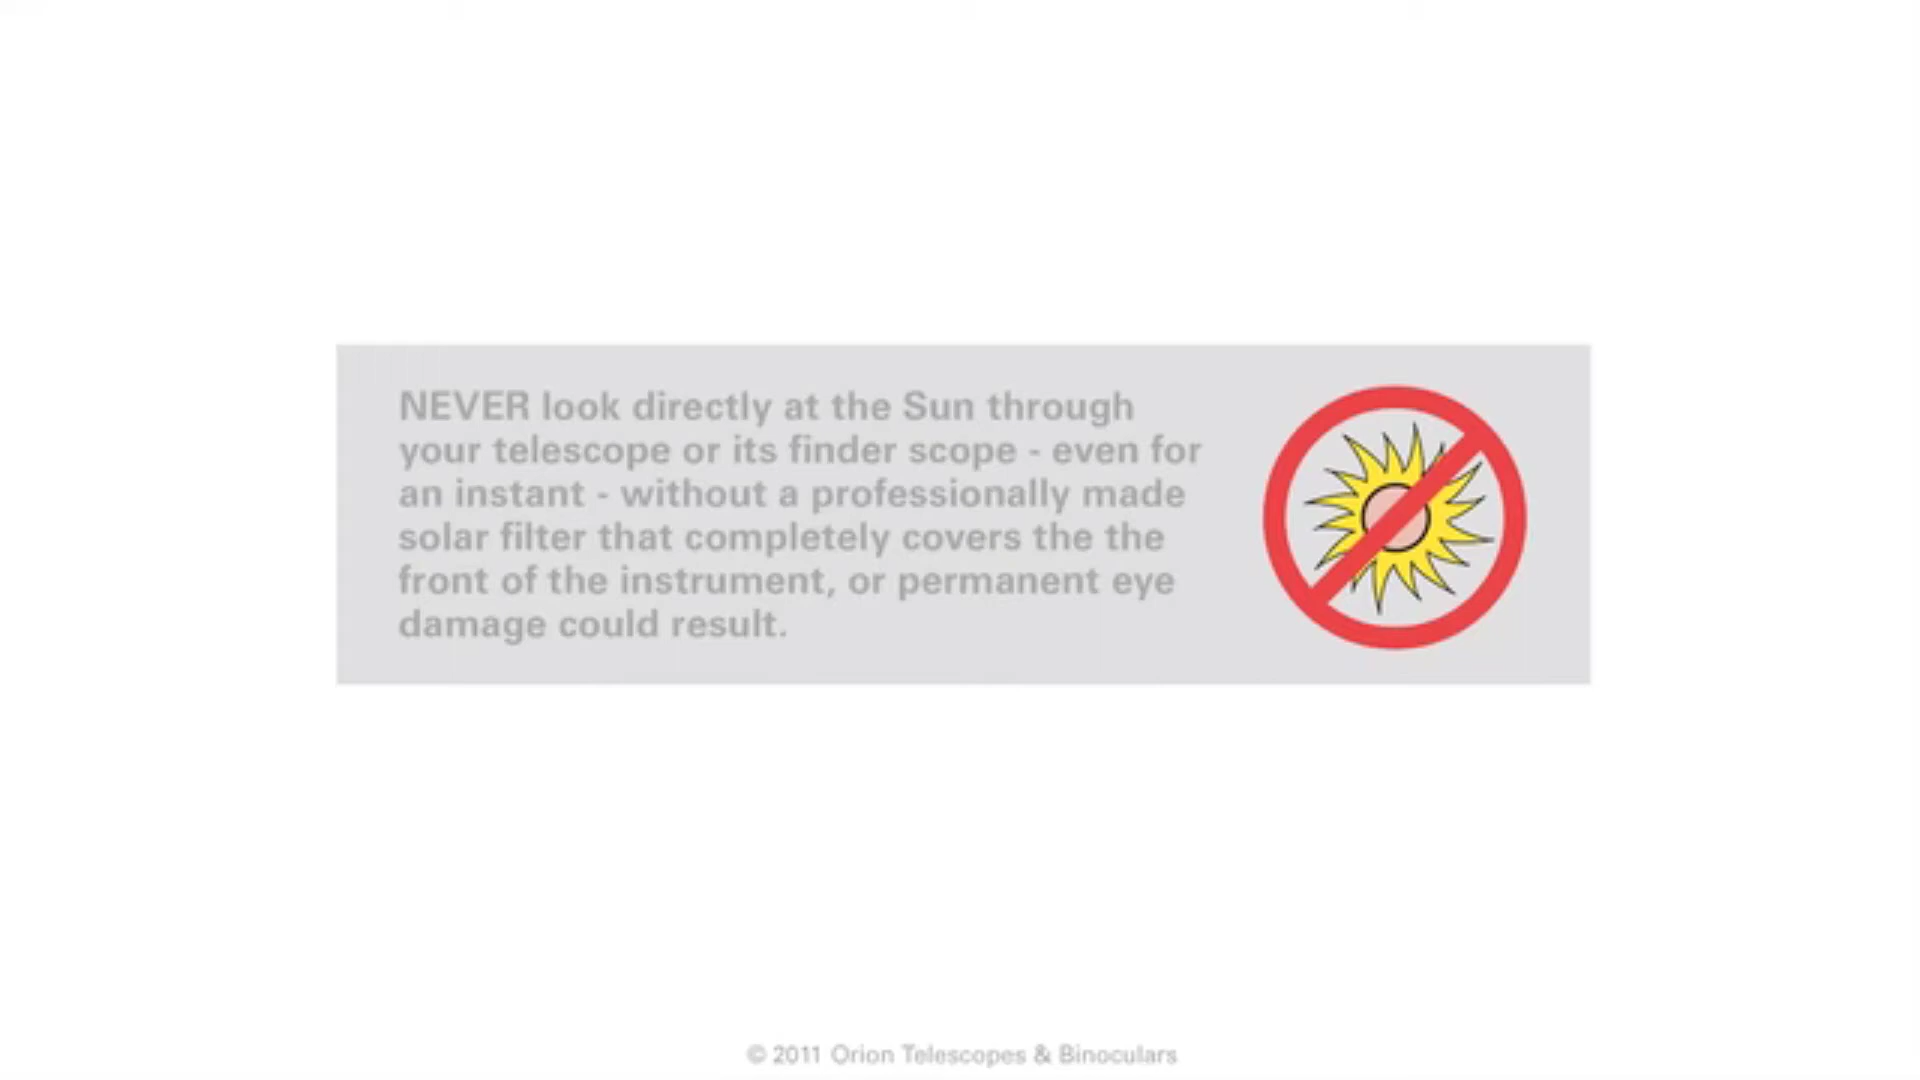 NEVER look directly at the Sun through
your telescope or its finder scope - even for
an instant - without a professionally made
solar filter that completely covers the the
front of the instrument, or permanent eye
damage could result.
© 2011 Orion Telescopes & Binoculars